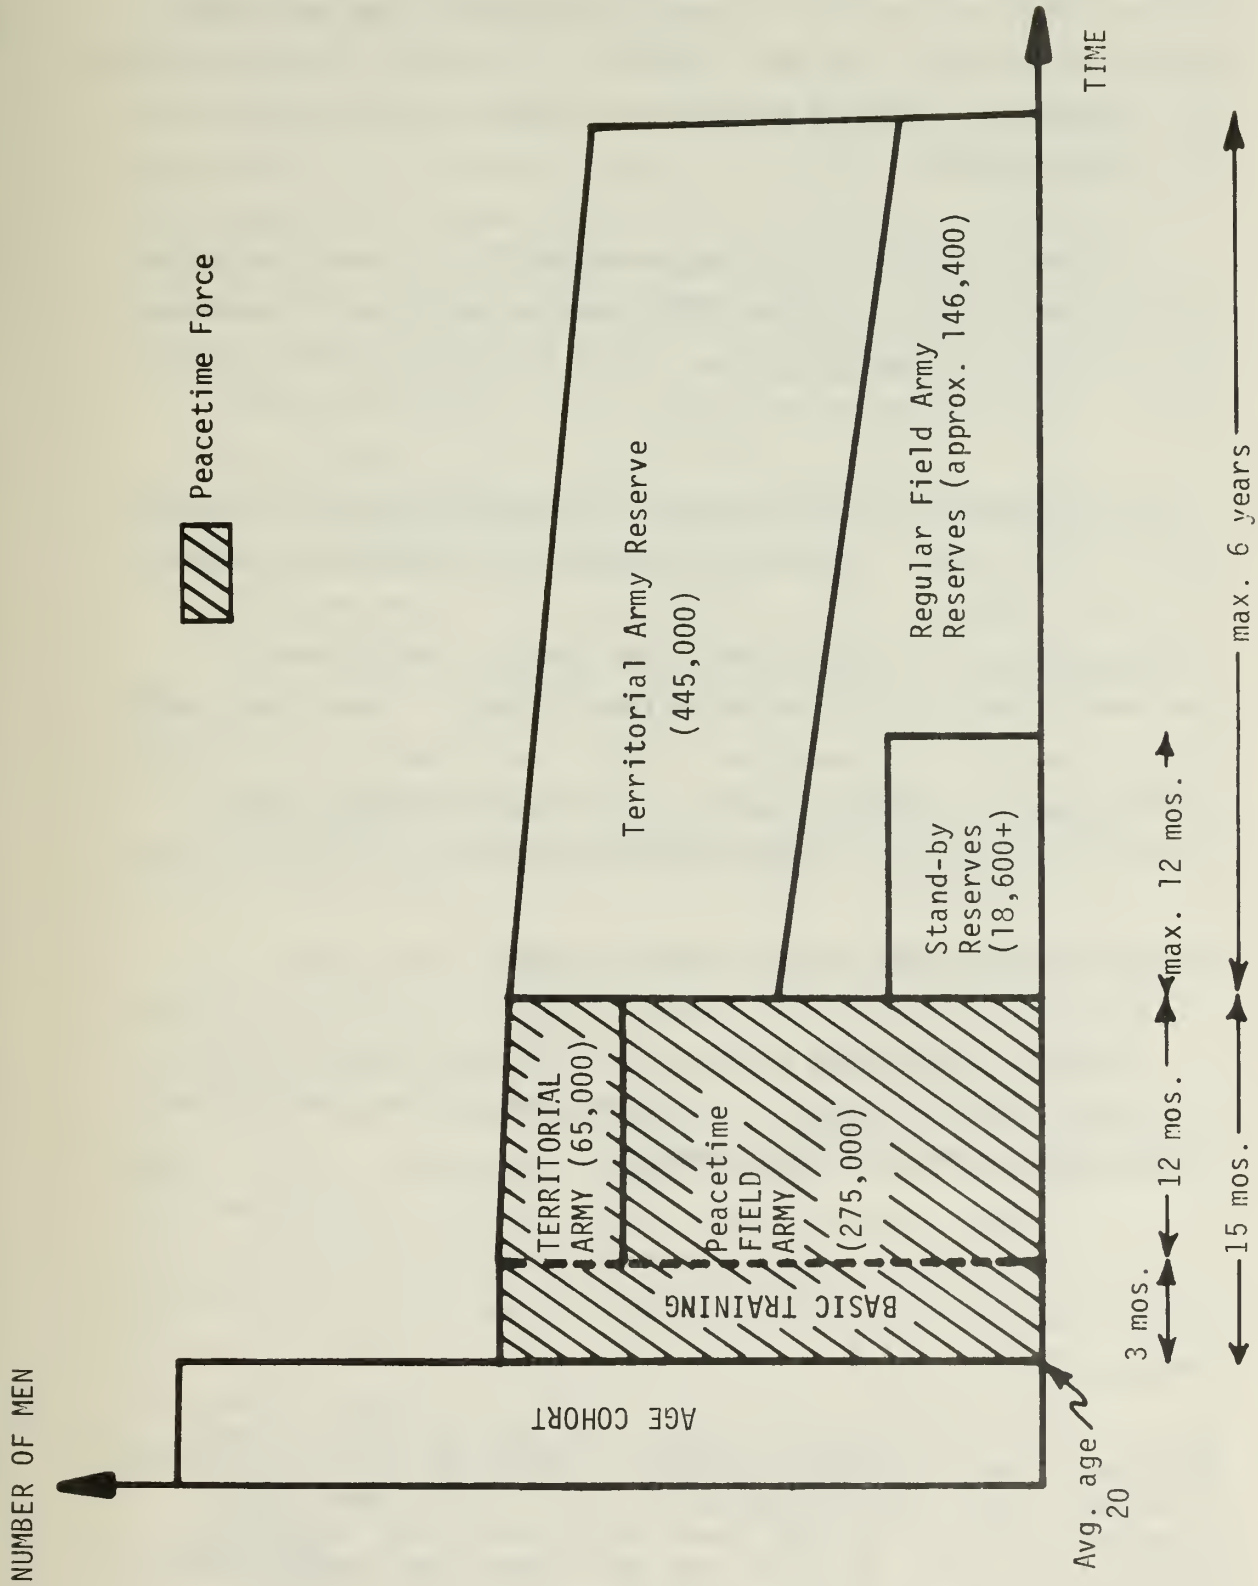 NUMBER OF MEN
Peacetime Force
AGE COHORT
BASIC TRAINING
TERRITORIAL
ARMY (65,000)
Peacetime
FIELD
ARMY
(275,000)
Territorial Army Reserve
(445,000)
Stand-by
Reserves
(18,600+)
Regular Field Army
Reserves (approx. 146,400)
TIME
Avg. age
20
3 mos.
12 mos.
max. 12 mos.
15 mos.
max. 6 years